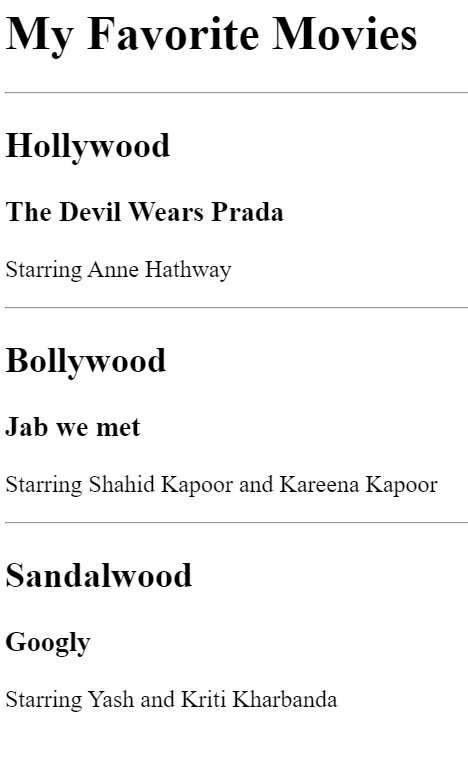 My Favorite Movies
Hollywood
The Devil Wears Prada
Starring Anne Hathway
Bollywood
Jab we met
Starring Shahid Kapoor and Kareena Kapoor
Sandalwood
Googly
Starring Yash and Kriti Kharbanda